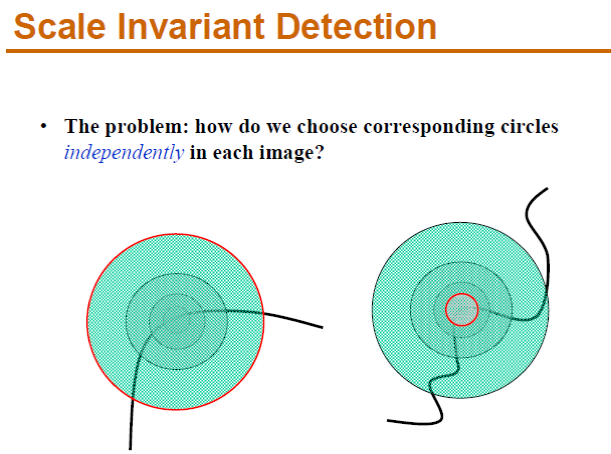 Scale Invariant Detection
• The problem: how do we choose corresponding circles
independently in each image?